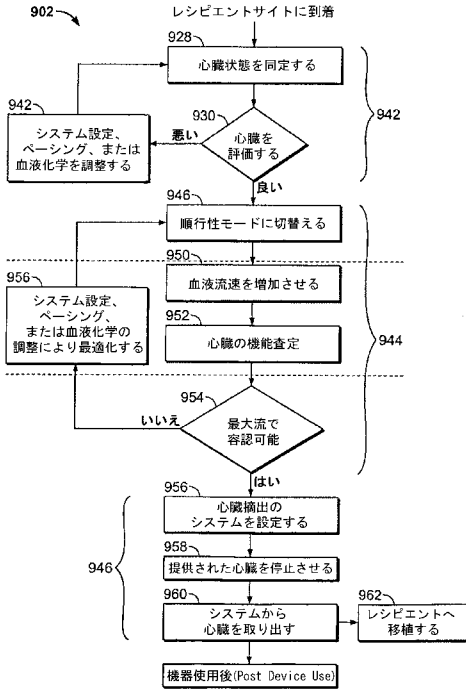 902
レシピエントサイトに到着
928
心臓状態を同定する
942
システム設定、
ペーシング、または
血液化学を調整する
悪い
930
心臓を
評価する
良い
942
946
順行性モードに切替える
950
血液流速を増加させる
956
システム設定、
ペーシング、
または血液化学の
調整により最適化する
952
心臓の機能査定
944
954
最大流で
容認可能
いいえ
はい
956
心臓摘出の
システムを設定する
958
提供された心臓を停止させる
946
960
システムから
心臓を取り出す
962
レシピエントへ
移植する
機器使用後(Post Device Use)